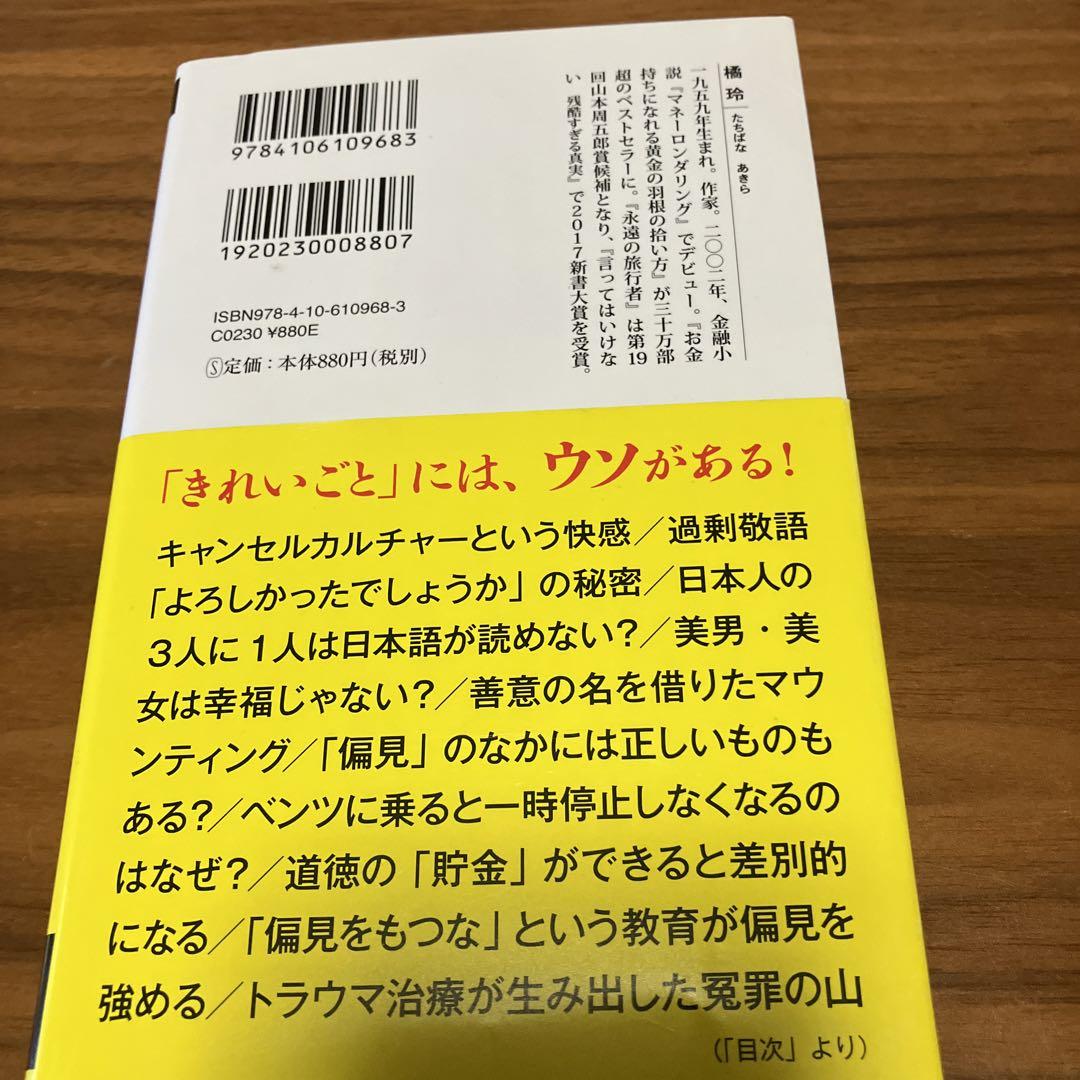 9784106109683
1920230008807
ISBN978-4-10-610968-3
C0230 ¥880E
Ⓢ定価：本体880円（税別）
橘 玲 たちばな あきら
一九五九年生まれ。作家。二〇〇二年、金融小
説『マネーロンダリング』でデビュー。『お金
持ちになれる黄金の羽根の拾い方』が三十万部
超のベストセラーに。『永遠の旅行者』は第19
回山本周五郎賞候補となり、『言ってはいけな
い 残酷すぎる真実』で2017新書大賞を受賞。
「きれいごと」には、ウソがある！
キャンセルカルチャーという快感／過剰敬語
「よろしかったでしょうか」の秘密／日本人の
3人に1人は日本語が読めない？／美男・美
女は幸福じゃない？／善意の名を借りたマウ
ンティング／「偏見」のなかには正しいものも
ある？／ベンツに乗ると一時停止しなくなるの
はなぜ？／道徳の「貯金」ができると差別的
になる／「偏見をもつな」という教育が偏見を
強める／トラウマ治療が生み出した冤罪の山
（「目次」より）